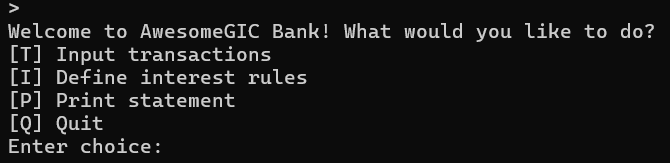 >
Welcome to AwesomeGIC Bank! What would you like to do?
[T] Input transactions
[I] Define interest rules
[P] Print statement
[Q] Quit
Enter choice: